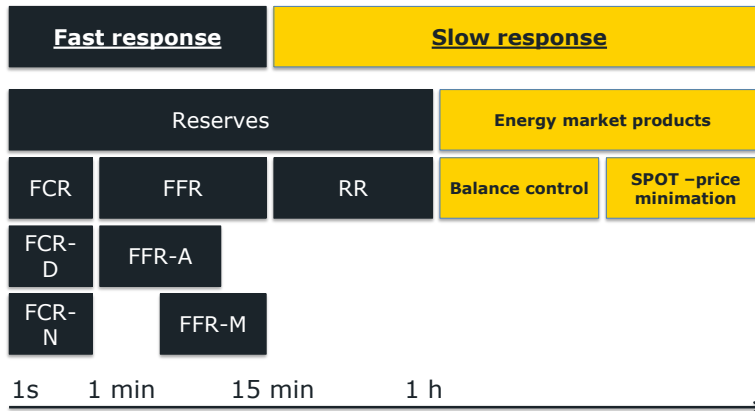 Fast response
Slow response
Reserves
Energy market products
FCR
FFR
RR
Balance control
SPOT –price
minimation
FCR-
D
FFR-A
FCR-
N
FFR-M
1s
1 min
15 min
1 h